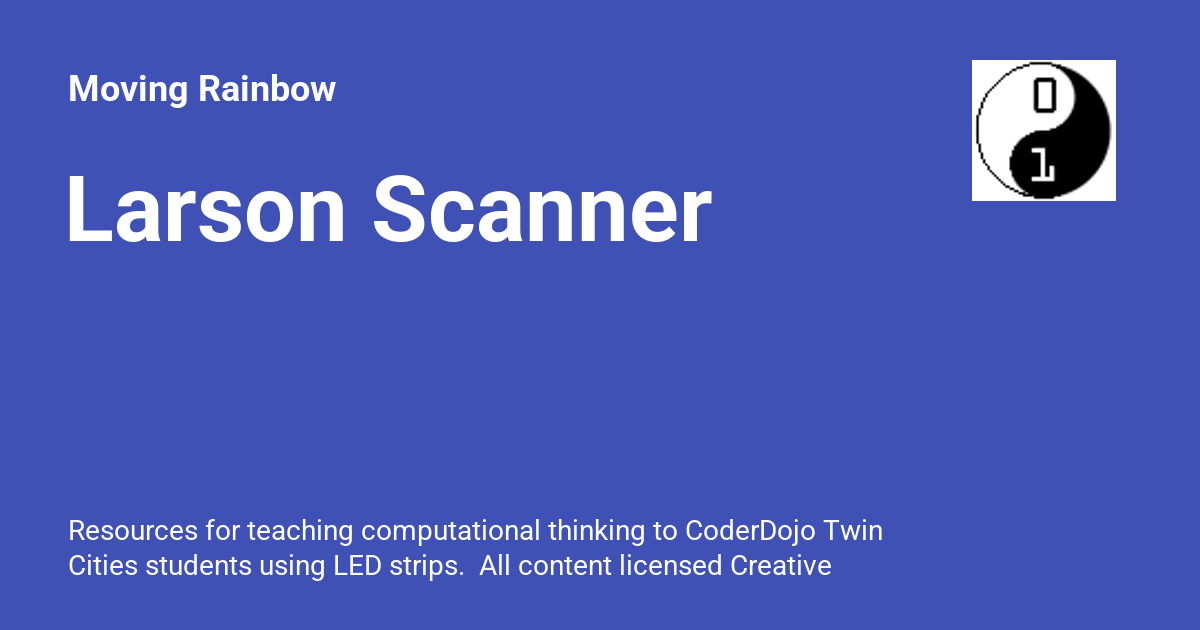 Moving Rainbow
0
Larson Scanner
1
Resources for teaching computational thinking to CoderDojo Twin
Cities students using LED strips.  All content licensed Creative